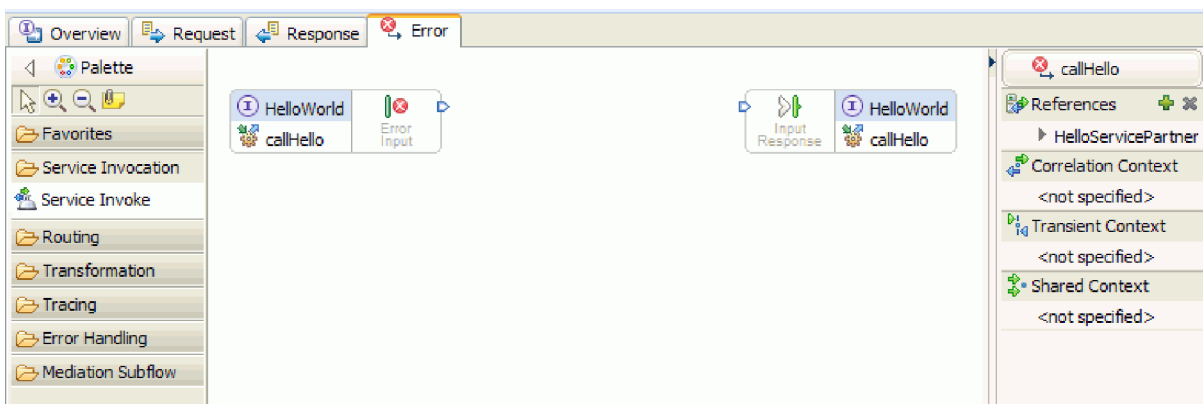 Overview Request Response Error
Palette
Favorites
Service Invocation
Service Invoke
Routing
Transformation
Tracing
Error Handling
Mediation Subflow
HelloWorld
callHello
Error
Input
Input
Response
HelloWorld
callHello
callHello
References
HelloServicePartner
Correlation Context
<not specified>
Transient Context
<not specified>
Shared Context
<not specified>